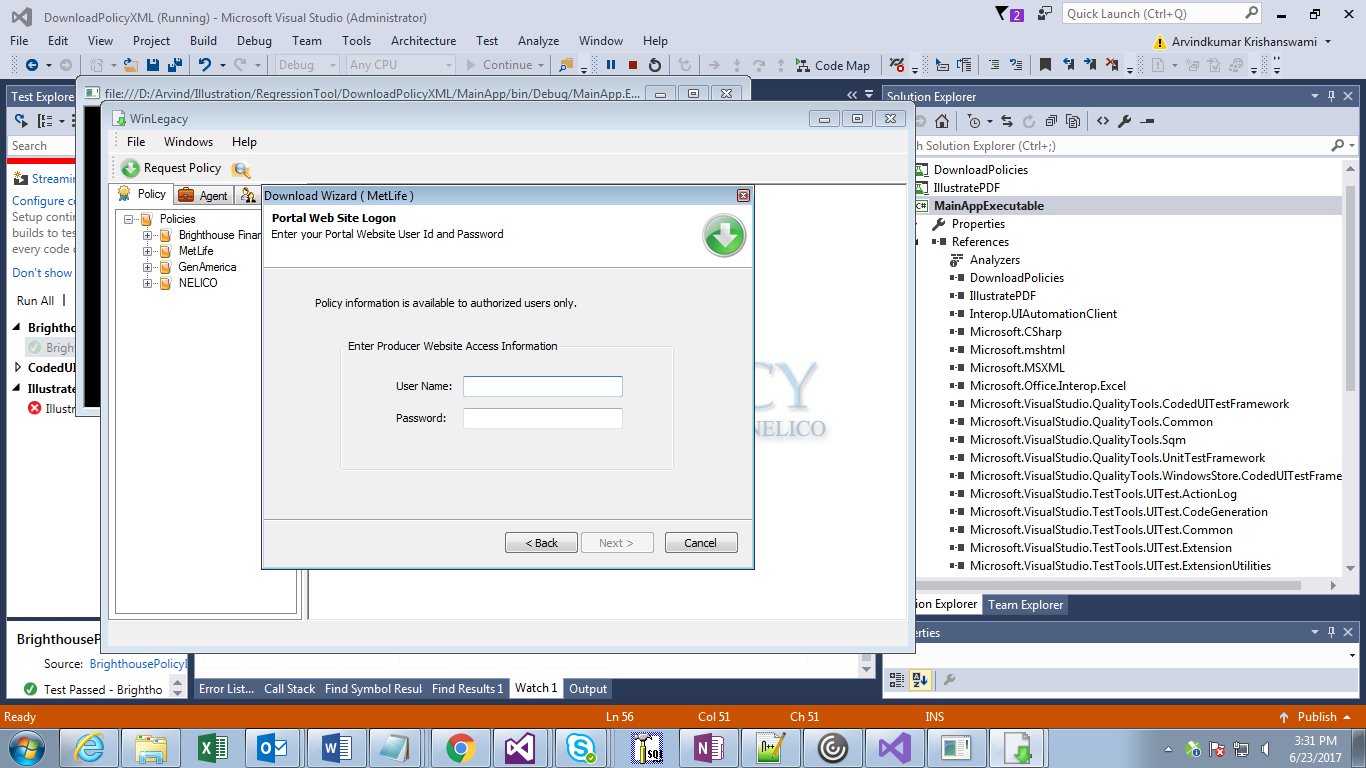 DownloadPolicyXML (Running) - Microsoft Visual Studio (Administrator)
2
Quick Launch (Ctrl+Q)
File Edit View Project Build Debug Team Tools Architecture Test Analyze Window Help
Arvindkumar Krishanswami
Debug Any CPU Continue Code Map
Test Explore
file:///D:/Arvind/Illustration/RegressionTool/DownloadPolicyXML/MainApp/bin/Debug/MainApp.E...
Search
Streamin
Configure co
Setup contin
builds to tes
every code c
Don't show
Run All
Brightho
Bright
CodedUI
Illustrate
Illustr
WinLegacy
File Windows Help
Request Policy
Policy Agent
Policies
Brighthouse Finan
MetLife
GenAmerica
NELICO
Download Wizard ( MetLife )
Portal Web Site Logon
Enter your Portal Website User Id and Password
Policy information is available to authorized users only.
Enter Producer Website Access Information
User Name:
Password:
< Back Next > Cancel
CY
NELICO
Solution Explorer
h Solution Explorer (Ctrl+;)
DownloadPolicies
IllustratePDF
MainAppExecutable
Properties
References
Analyzers
DownloadPolicies
IllustratePDF
Interop.UIAutomationClient
Microsoft.CSharp
Microsoft.mshtml
Microsoft.MSXML
Microsoft.Office.Interop.Excel
Microsoft.VisualStudio.QualityTools.CodedUITestFramework
Microsoft.VisualStudio.QualityTools.Common
Microsoft.VisualStudio.QualityTools.Sqm
Microsoft.VisualStudio.QualityTools.UnitTestFramework
Microsoft.VisualStudio.QualityTools.WindowsStore.CodedUITestFrame
Microsoft.VisualStudio.TestTools.UITest.ActionLog
Microsoft.VisualStudio.TestTools.UITest.CodeGeneration
Microsoft.VisualStudio.TestTools.UITest.Common
Microsoft.VisualStudio.TestTools.UITest.Extension
Microsoft.VisualStudio.TestTools.UITest.ExtensionUtilities
ion Explorer Team Explorer
erties
BrighthouseP
Source: BrighthousePolicyD
Test Passed - Brightho
Error List... Call Stack Find Symbol Resul Find Results 1 Watch 1 Output
Ready Ln 56 Col 51 Ch 51 INS Publish
3:31 PM
6/23/2017